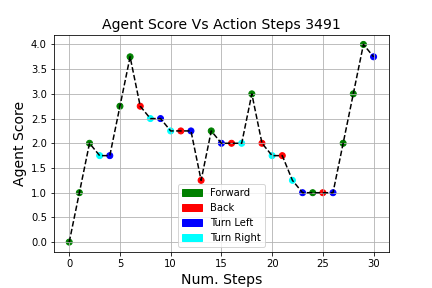 Agent Score Vs Action Steps 3491
Agent Score
4.0
3.5
3.0
2.5
2.0
1.5
1.0
0.5
0.0
Forward
Back
Turn Left
Turn Right
0 5 10 15 20 25 30
Num. Steps